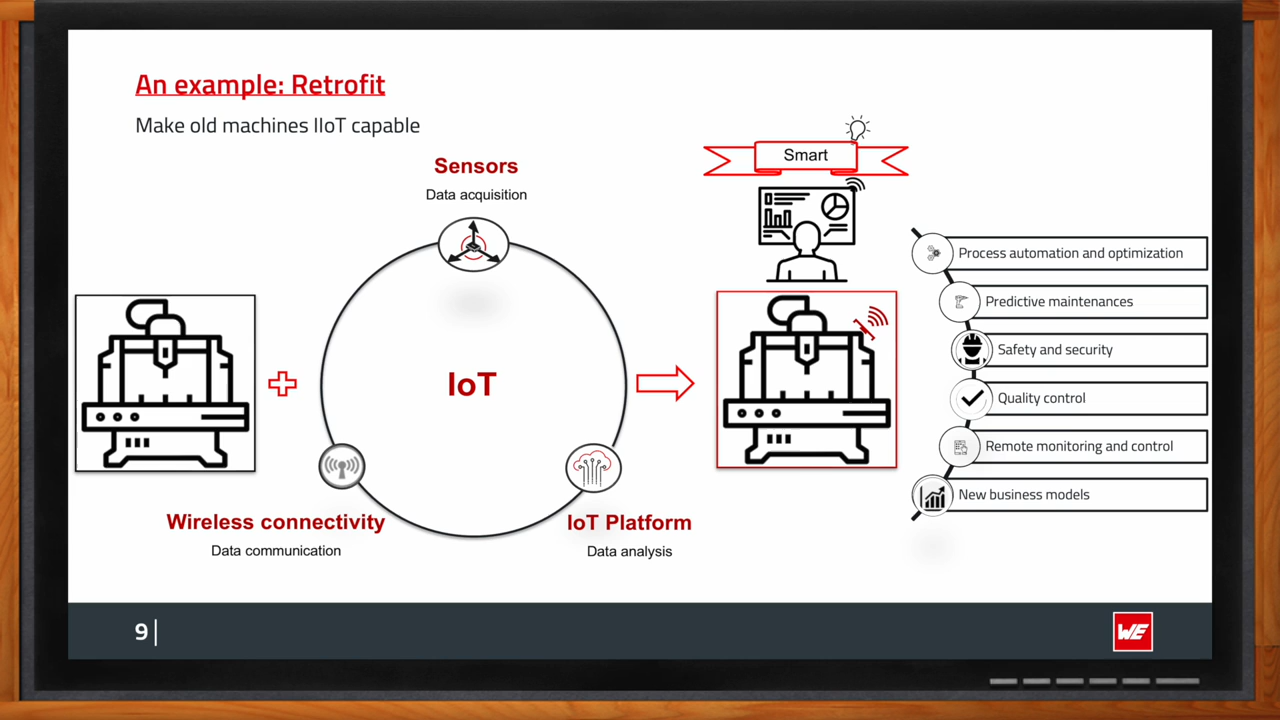 An example: Retrofit
Make old machines IIoT capable
Sensors
Data acquisition
IoT
Wireless connectivity
Data communication
IoT Platform
Data analysis
Smart
Process automation and optimization
Predictive maintenances
Safety and security
Quality control
Remote monitoring and control
New business models
9 |
WE